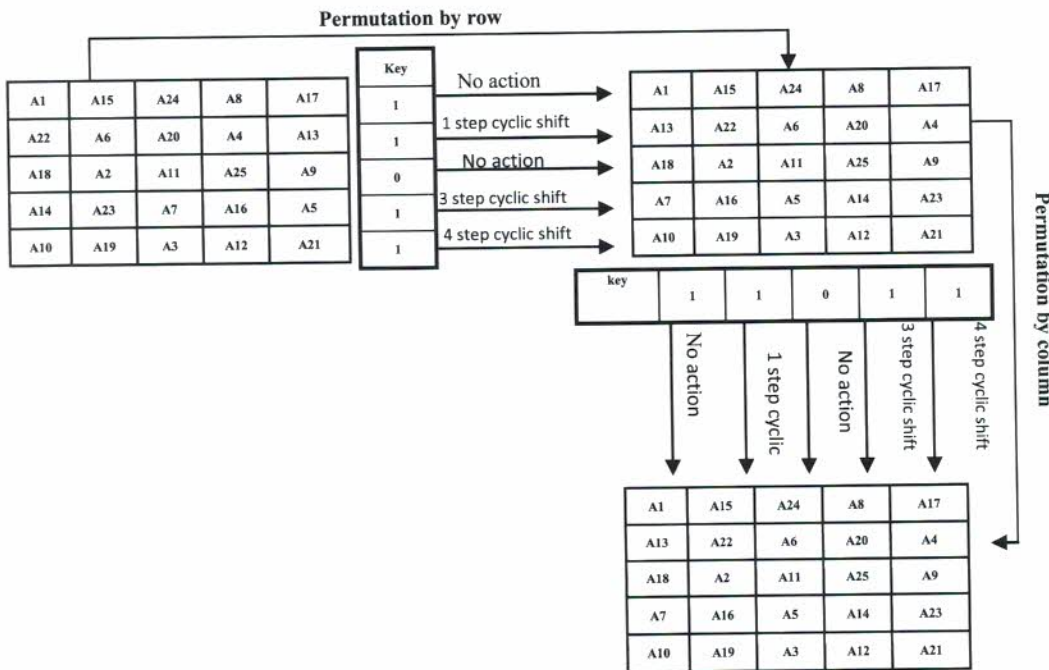 Permutation by row
A1 A15 A24 A8 A17
A22 A6 A20 A4 A13
A18 A2 A11 A25 A9
A14 A23 A7 A16 A5
A10 A19 A3 A12 A21
Key
1
1
0
1
1
No action
1 step cyclic shift
No action
3 step cyclic shift
4 step cyclic shift
A1 A15 A24 A8 A17
A13 A22 A6 A20 A4
A18 A2 A11 A25 A9
A7 A16 A5 A14 A23
A10 A19 A3 A12 A21
Permutation by column
key 1 1 0 1 1
No action
1 step cyclic
No action
3 step cyclic shift
4 step cyclic shift
A1 A15 A24 A8 A17
A13 A22 A6 A20 A4
A18 A2 A11 A25 A9
A7 A16 A5 A14 A23
A10 A19 A3 A12 A21